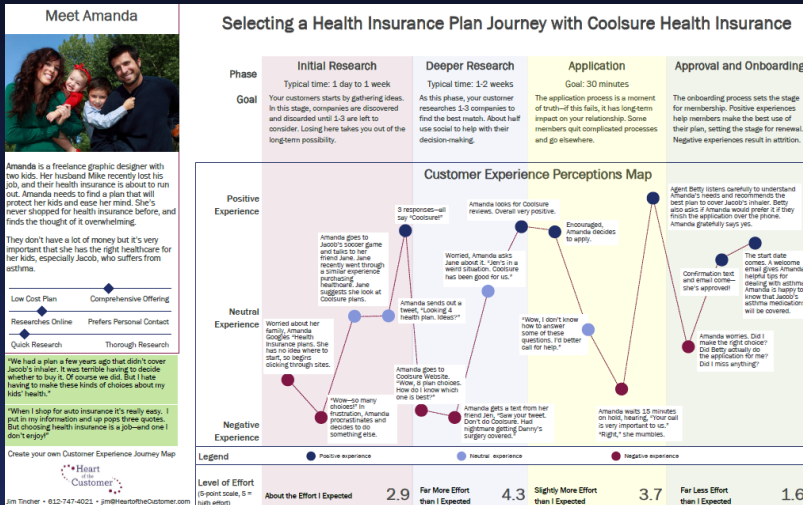 Meet Amanda
Amanda is a freelance graphic designer with
two kids. Her husband Mike recently lost his
job, and their health insurance is about to run
out. Amanda needs to find a plan that will
protect her kids and ease her mind. She's
never shopped for health insurance before, and
finds the thought of it overwhelming.
They don't have a lot of money but it's very
important that she has the right healthcare for
her kids, especially Jacob, who suffers from
asthma.
Low Cost Plan Comprehensive Offering
Researches Online Prefers Personal Contact
Quick Research Thorough Research
"We had a plan a few years ago that didn't cover
Jacob's inhaler. It was terrible having to decide
whether to buy it. Of course we did. But I hate
having to make these kinds of choices about my
kids' health."
"When I shop for auto insurance it's really easy. I
put in my information and up pops three quotes.
But choosing health insurance is a job—and one I
don't enjoy!"
Create your own Customer Experience Journey Map
Heart
of the
Customer
Jim Tincher • 612-747-4021 • jim@HeartoftheCustomer.com
Selecting a Health Insurance Plan Journey with Coolsure Health Insurance
Phase
Goal
Initial Research
Typical time: 1 day to 1 week
Your customers starts by gathering ideas.
In this stage, companies are discovered
and discarded until 1-3 are left to
consider. Losing here takes you out of the
long-term possibility.
Deeper Research
Typical time: 1-2 weeks
As this phase, your customer
researches 1-3 companies to
find the best match. About half
use social to help with their
decision-making.
Application
Goal: 30 minutes
The application process is a moment
of truth—if this fails, it has long-term
impact on your relationship. Some
members quit complicated processes
and go elsewhere.
Approval and Onboarding
The onboarding process sets the stage
for membership. Positive experiences
help members make the best use of
their plan, setting the stage for renewal.
Negative experiences result in attrition.
Customer Experience Perceptions Map
Positive
Experience
Neutral
Experience
Negative
Experience
Worried about her
family, Amanda
Googles "Health
Insurance plans. She
has no idea where to
start, so begins
clicking through sites.
"Wow—so many
choices!" In
frustration, Amanda
procrastinates and
decides to do
something else.
Amanda goes to
Jacob's soccer game
and talks to her
friend Jane. Jane
recently went through
a similar experience
purchasing
healthcare. Jane
suggests she look at
Coolsure plans.
Amanda sends out a
tweet, "Looking 4
health plan. Ideas?"
3 responses—all
say "Coolsure!"
Amanda goes to
Coolsure Website.
"Wow, 8 plan choices.
How do I know which
one is best?"
Amanda gets a text from her
friend Jen, "Saw your tweet.
Don't do Coolsure. Had
nightmare getting Danny's
surgery covered."
Worried, Amanda asks
Jane about it. "Jen's in a
weird situation. Coolsure
has been good for us."
Amanda looks for Coolsure
reviews. Overall very positive.
Encouraged,
Amanda decides
to apply.
"Wow, I don't know
how to answer
some of these
questions. I'd better
call for help."
Amanda waits 15 minutes
on hold, hearing, "Your call
is very important to us."
"Right," she mumbles.
Agent Betty listens carefully to understand
Amanda's needs and recommends the
best plan to cover Jacob's inhaler. Betty
also asks if Amanda would prefer it if they
finish the application over the phone.
Amanda gratefully says yes.
Amanda worries. Did I
make the right choice?
Did Betty actually do
the application for me?
Did I miss anything?
Confirmation text
and email come—
she's approved!
The start date
comes. A welcome
email gives Amanda
helpful tips for
dealing with asthma.
Amanda is happy to
know that Jacob's
asthma medications
will be covered.
Legend
Positive experience
Neutral experience
Negative experience
Level of Effort
(5-point scale, 5 =
high effort)
About the Effort I Expected 2.9
Far More Effort
than I Expected 4.3
Slightly More Effort
than I Expected 3.7
Far Less Effort
than I Expected 1.6